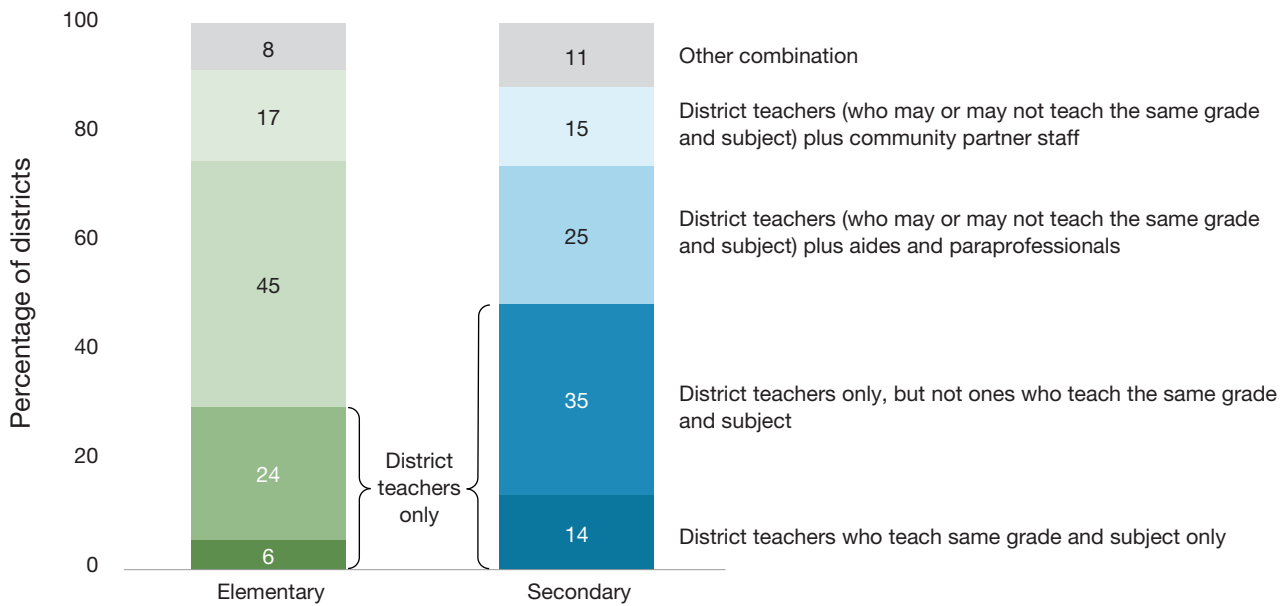 Percentage of districts
100
80
60
40
20
0
8
17
45
24
6
Elementary
District
teachers
only
11
15
25
35
14
Secondary
Other combination
District teachers (who may or may not teach the same grade
and subject) plus community partner staff
District teachers (who may or may not teach the same grade
and subject) plus aides and paraprofessionals
District teachers only, but not ones who teach the same grade
and subject
District teachers who teach same grade and subject only